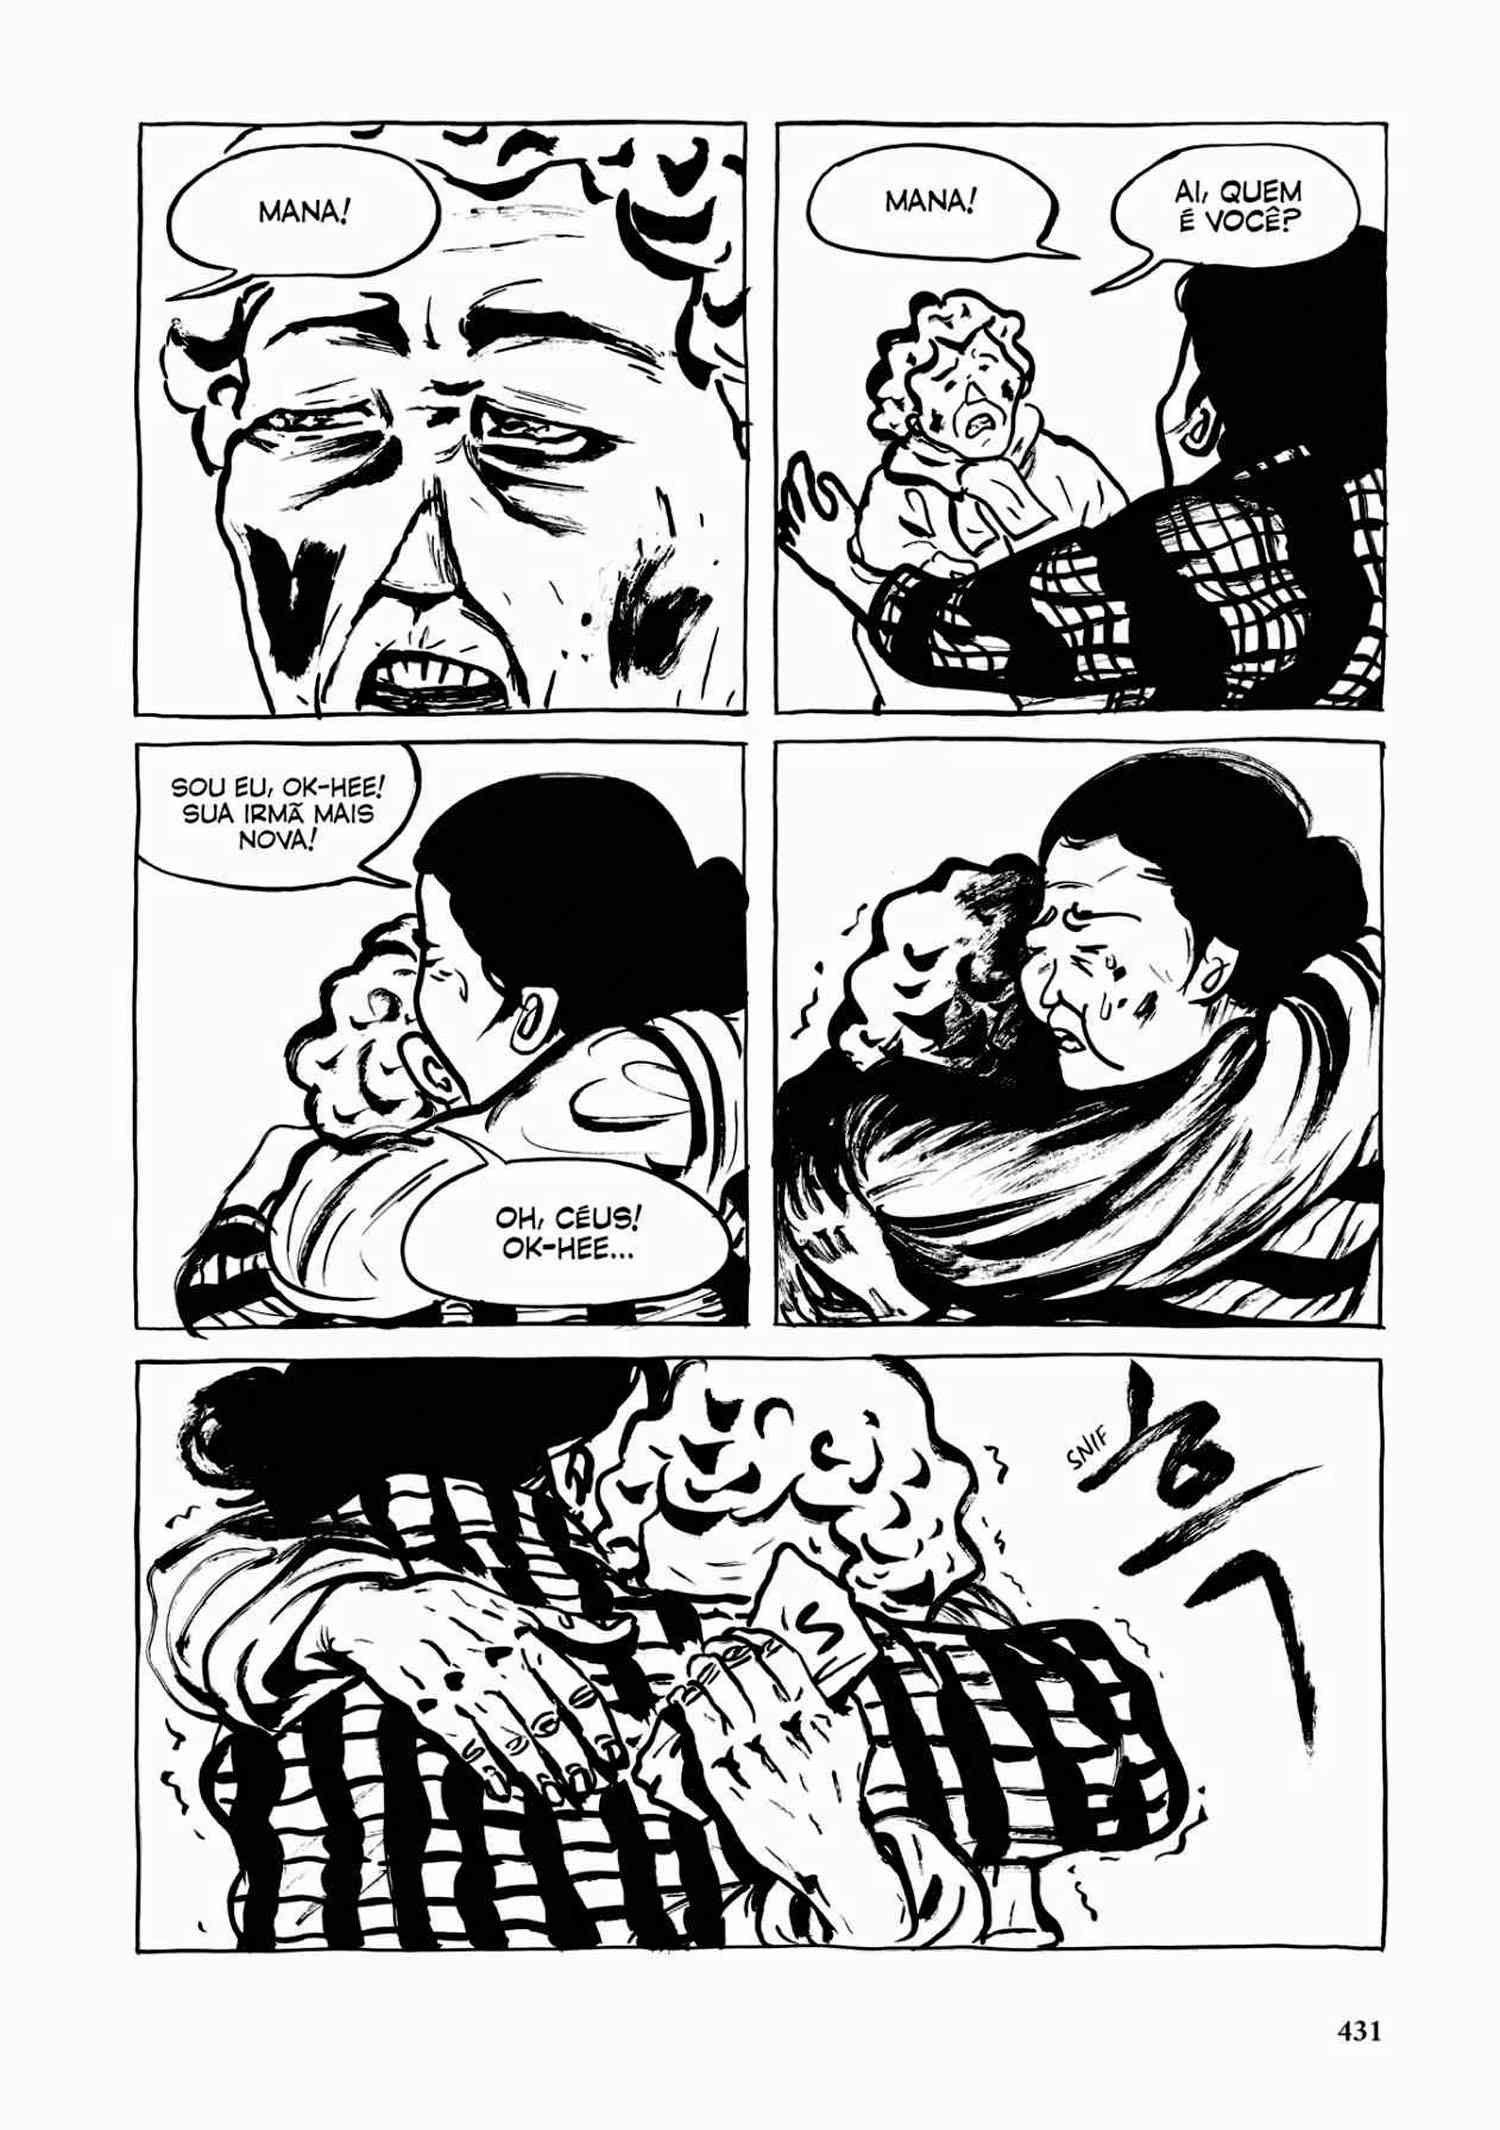 MANA!
MANA!
AI, QUEM
É VOCÊ?
SOU EU, OK-HEE!
SUA IRMÃ MAIS
NOVA!
OH, CÉUS!
OK-HEE...
SNIF
흑
431